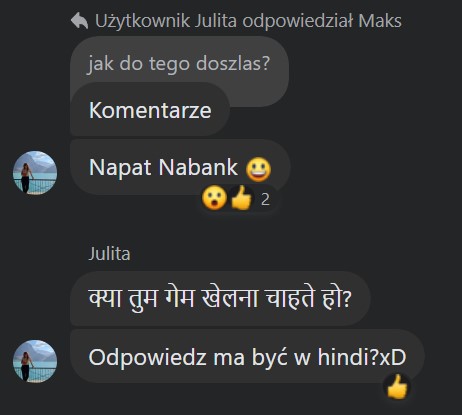 Użytkownik Julita odpowiedział Maks
jak do tego doszlas?
Komentarze
Napat Nabank 😃
😮👍 2
Julita
क्या तुम गेम खेलना चाहते हो?
Odpowiedz ma być w hindi?xD
👍